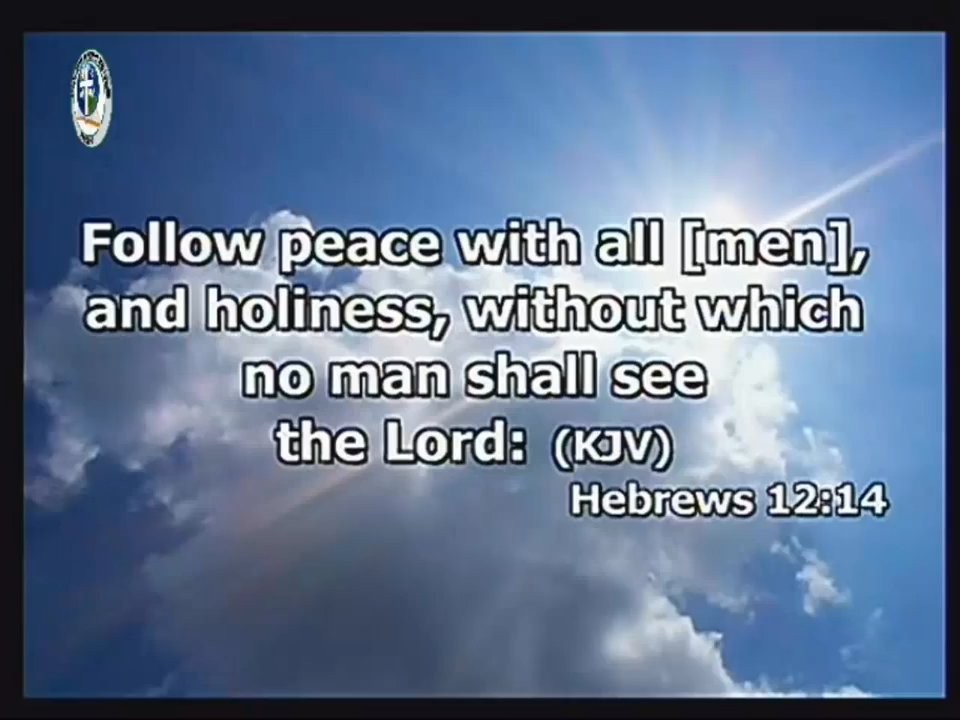 Follow peace with all [men],
and holiness, without which
no man shall see
the Lord: (KJV)
Hebrews 12:14